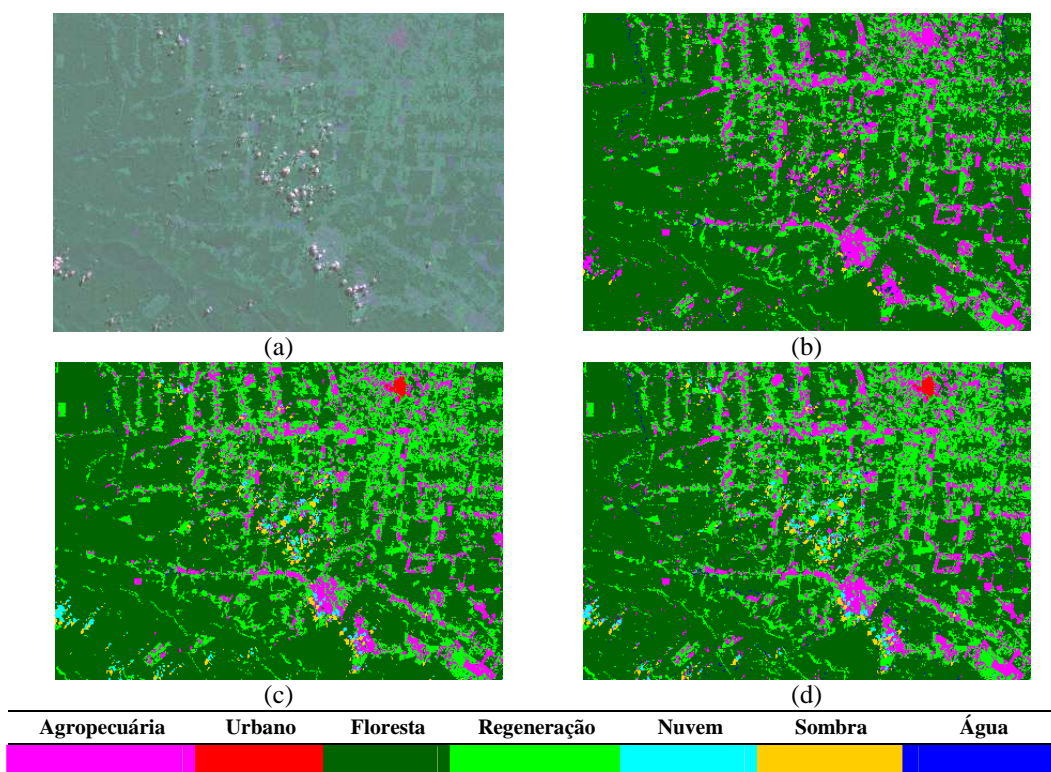 (a)
(b)
(c)
(d)
Agropecuária Urbano Floresta Regeneração Nuvem Sombra Água